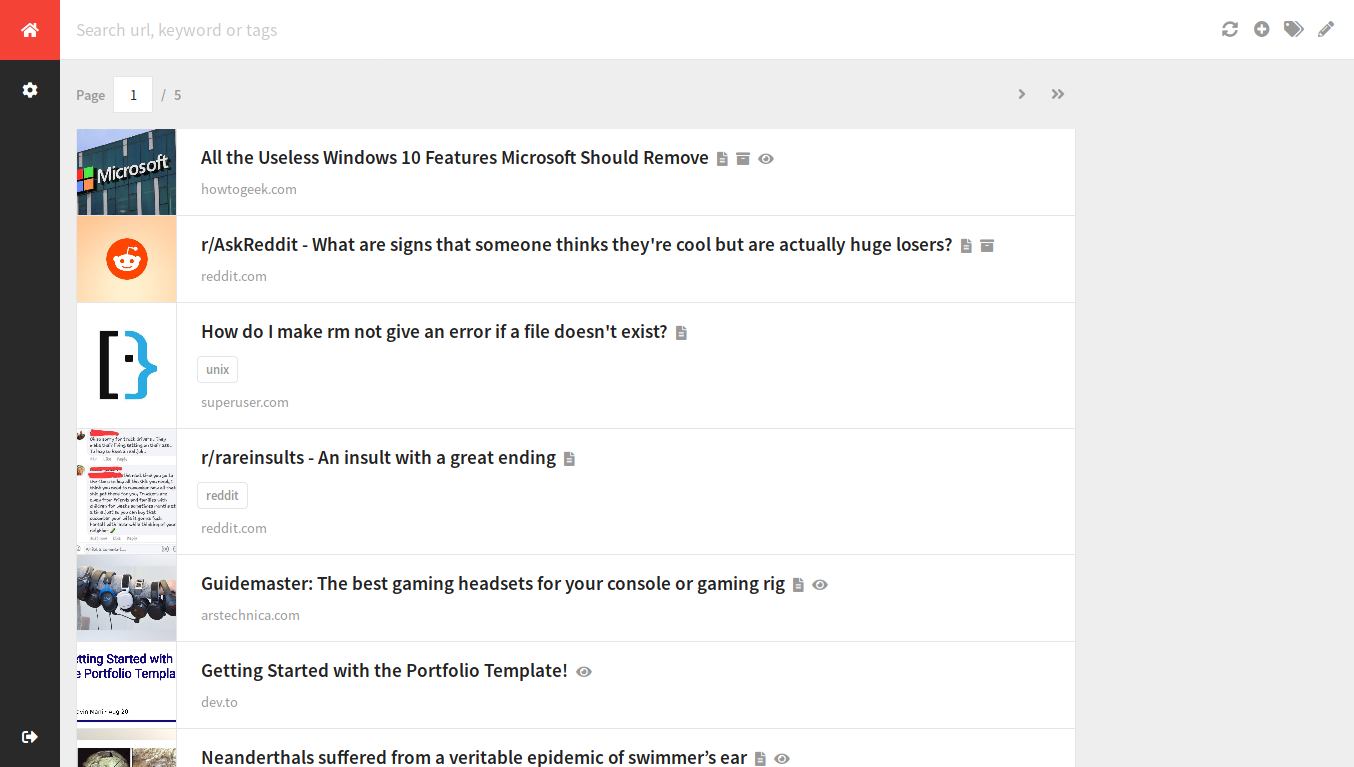 Search url, keyword or tags
Page 1 / 5
Microsoft
All the Useless Windows 10 Features Microsoft Should Remove
howtogeek.com
r/AskReddit - What are signs that someone thinks they're cool but are actually huge losers?
reddit.com
How do I make rm not give an error if a file doesn't exist?
unix
superuser.com
r/rareinsults - An insult with a great ending
reddit
reddit.com
Guidemaster: The best gaming headsets for your console or gaming rig
arstechnica.com
tting Started with
e Portfolio Templa
Getting Started with the Portfolio Template!
dev.to
Neanderthals suffered from a veritable epidemic of swimmer’s ear